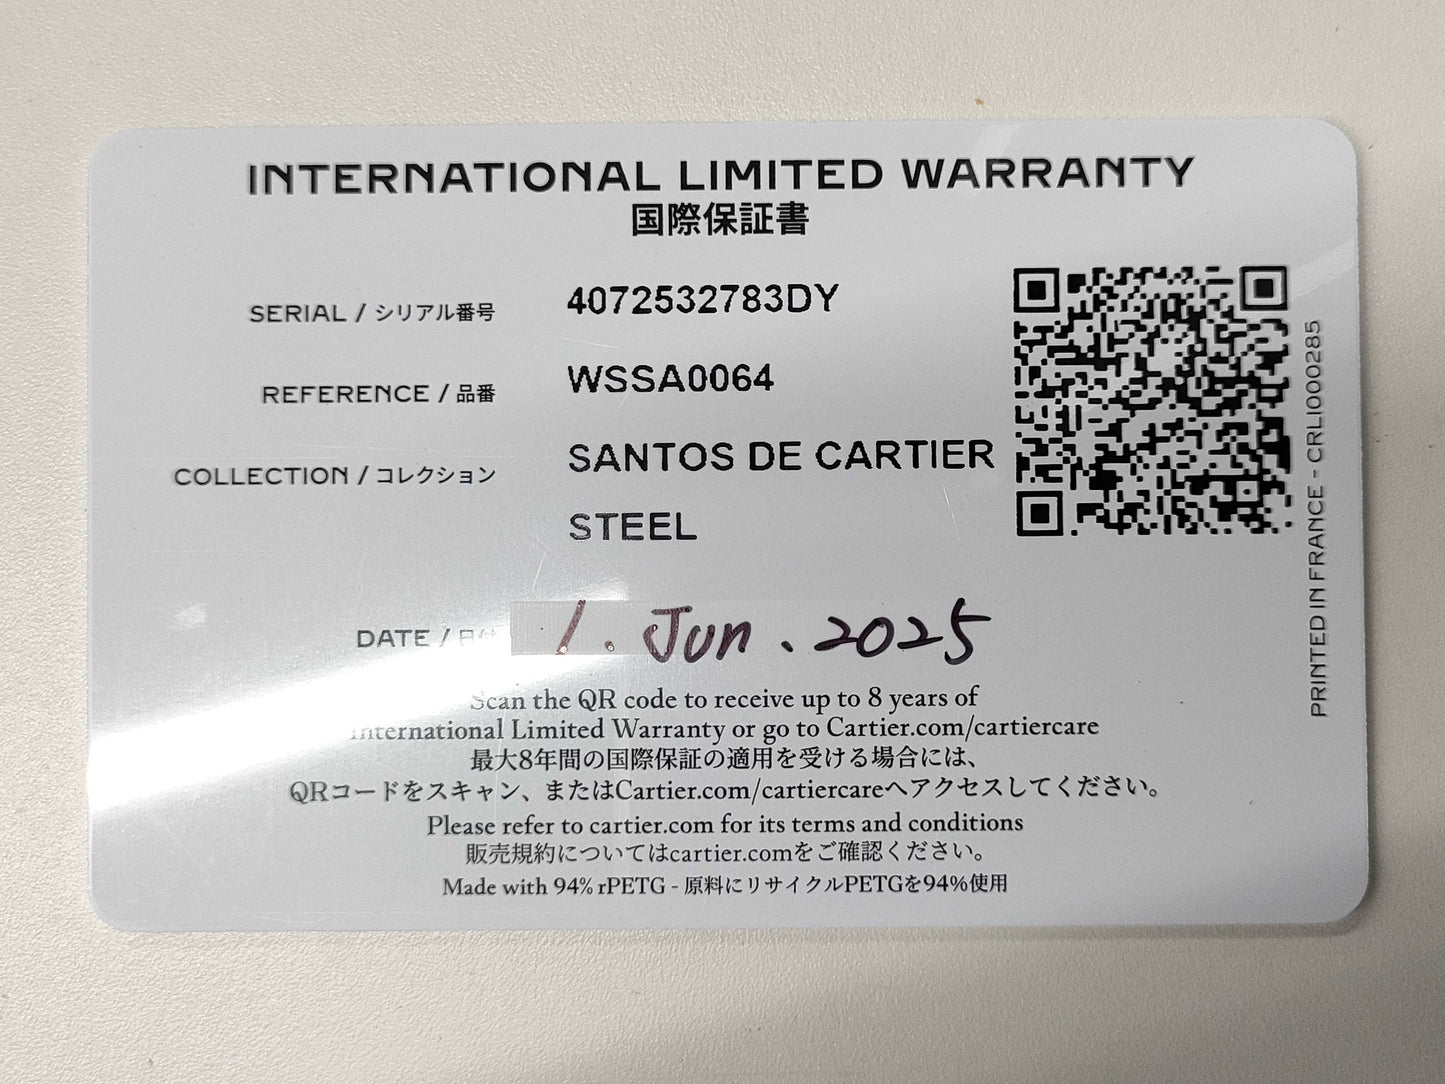 INTERNATIONAL LIMITED WARRANTY
国際保証書
SERIAL / シリアル番号 4072532783DY
REFERENCE / 品番 WSSA0064
COLLECTION / コレクション SANTOS DE CARTIER
STEEL
DATE / 日付 1. Jun. 2025
Scan the QR code to receive up to 8 years of
International Limited Warranty or go to Cartier.com/cartiercare
最大8年間の国際保証の適用を受ける場合には、
QRコードをスキャン、またはCartier.com/cartiercareへアクセスしてください。
Please refer to cartier.com for its terms and conditions
販売規約についてはcartier.comをご確認ください。
Made with 94% rPETG - 原料にリサイクルPETGを94%使用
PRINTED IN FRANCE - CRLI000285